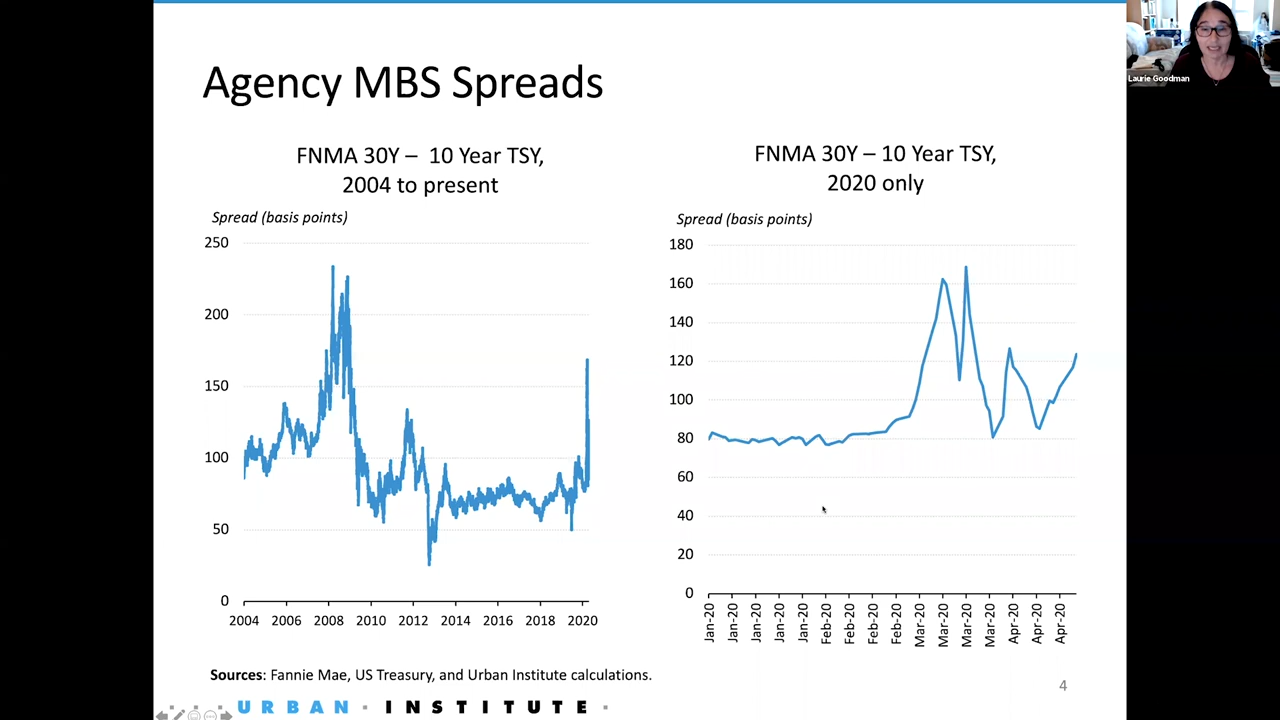 Agency MBS Spreads
Laurie Goodman
FNMA 30Y – 10 Year TSY,
2004 to present
Spread (basis points)
250
200
150
100
50
0
2004 2006 2008 2010 2012 2014 2016 2018 2020
FNMA 30Y – 10 Year TSY,
2020 only
Spread (basis points)
180
160
140
120
100
80
60
40
20
0
Jan-20 Jan-20 Jan-20 Jan-20 Jan-20 Feb-20 Feb-20 Feb-20 Feb-20 Mar-20 Mar-20 Mar-20 Mar-20 Apr-20 Apr-20 Apr-20
Sources: Fannie Mae, US Treasury, and Urban Institute calculations.
4
URBAN · INSTITUTE ·